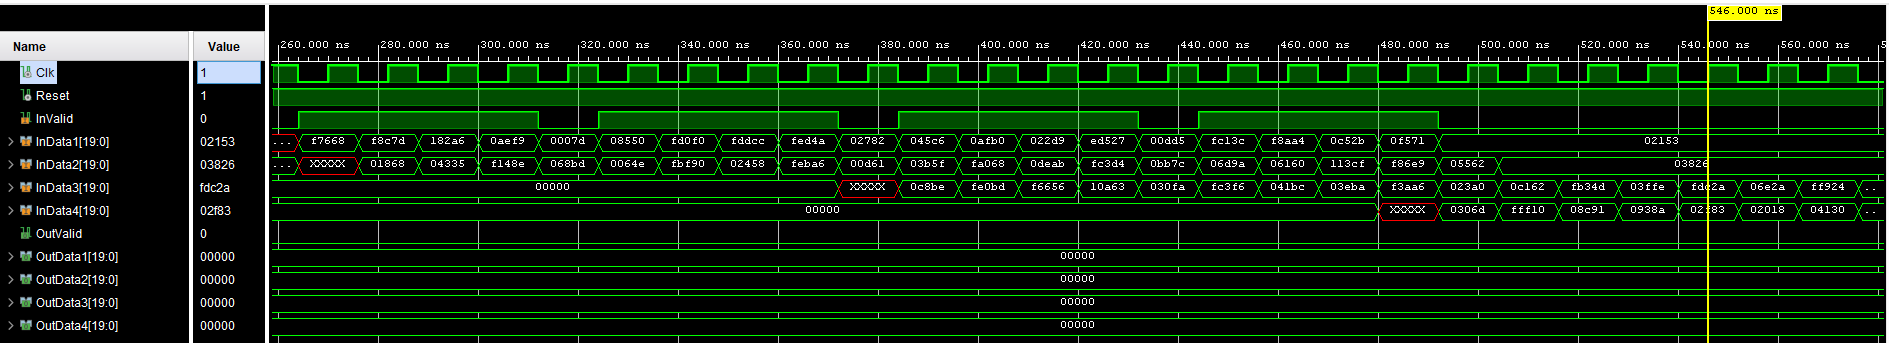 546.000 ns
Name Value
260.000 ns 280.000 ns 300.000 ns 320.000 ns 340.000 ns 360.000 ns 380.000 ns 400.000 ns 420.000 ns 440.000 ns 460.000 ns 480.000 ns 500.000 ns 520.000 ns 540.000 ns 560.000 ns 5
Clk 1
Reset 1
InValid 0
InData1[19:0] 02153 ... f7668 f8c7d 182a6 0aef9 0007d 08550 fd0f0 fddcc fed4a 02782 045c6 0afb0 022d9 ed527 00dd5 fc13c f8aa4 0c52b 0f571 02153
InData2[19:0] 03826 ... XXXXX 01868 04335 f148e 068bd 0064e fbf90 02458 feba6 00d61 03b5f fa068 0deab fc3d4 0bb7c 06d9a 06160 113cf f86e9 05562 03826
InData3[19:0] fdc2a 00000 XXXXX 0c8be fe0bd f6656 10a63 030fa fc3f6 041bc 03eba f3aa6 023a0 0c162 fb34d 03ffe fdc2a 06e2a ff924 ..
InData4[19:0] 02f83 00000 XXXXX 0306d fff10 08c91 0938a 02f83 02018 04130 ..
OutValid 0
OutData1[19:0] 00000 00000
OutData2[19:0] 00000 00000
OutData3[19:0] 00000 00000
OutData4[19:0] 00000 00000